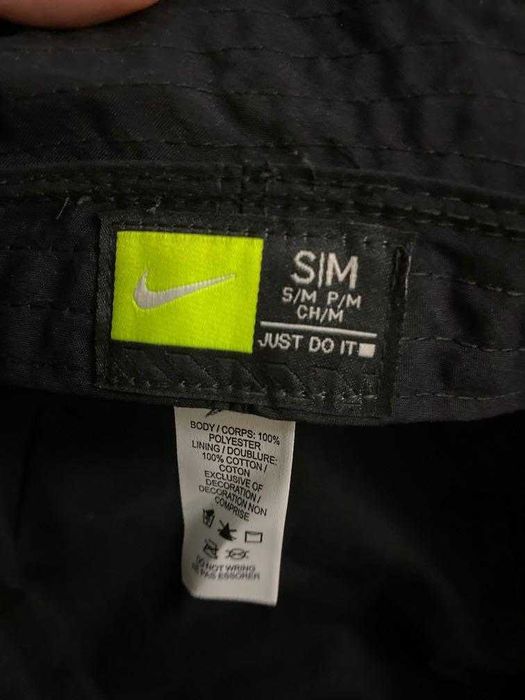 S|M
S/M P/M
CH/M
JUST DO IT
BODY / CORPS: 100%
POLYESTER
LINING / DOUBLURE:
100% COTTON /
COTON
EXCLUSIVE OF
DECORATION /
DECORATION NON
COMPRISE
DO NOT WRING
NE PAS ESSORER